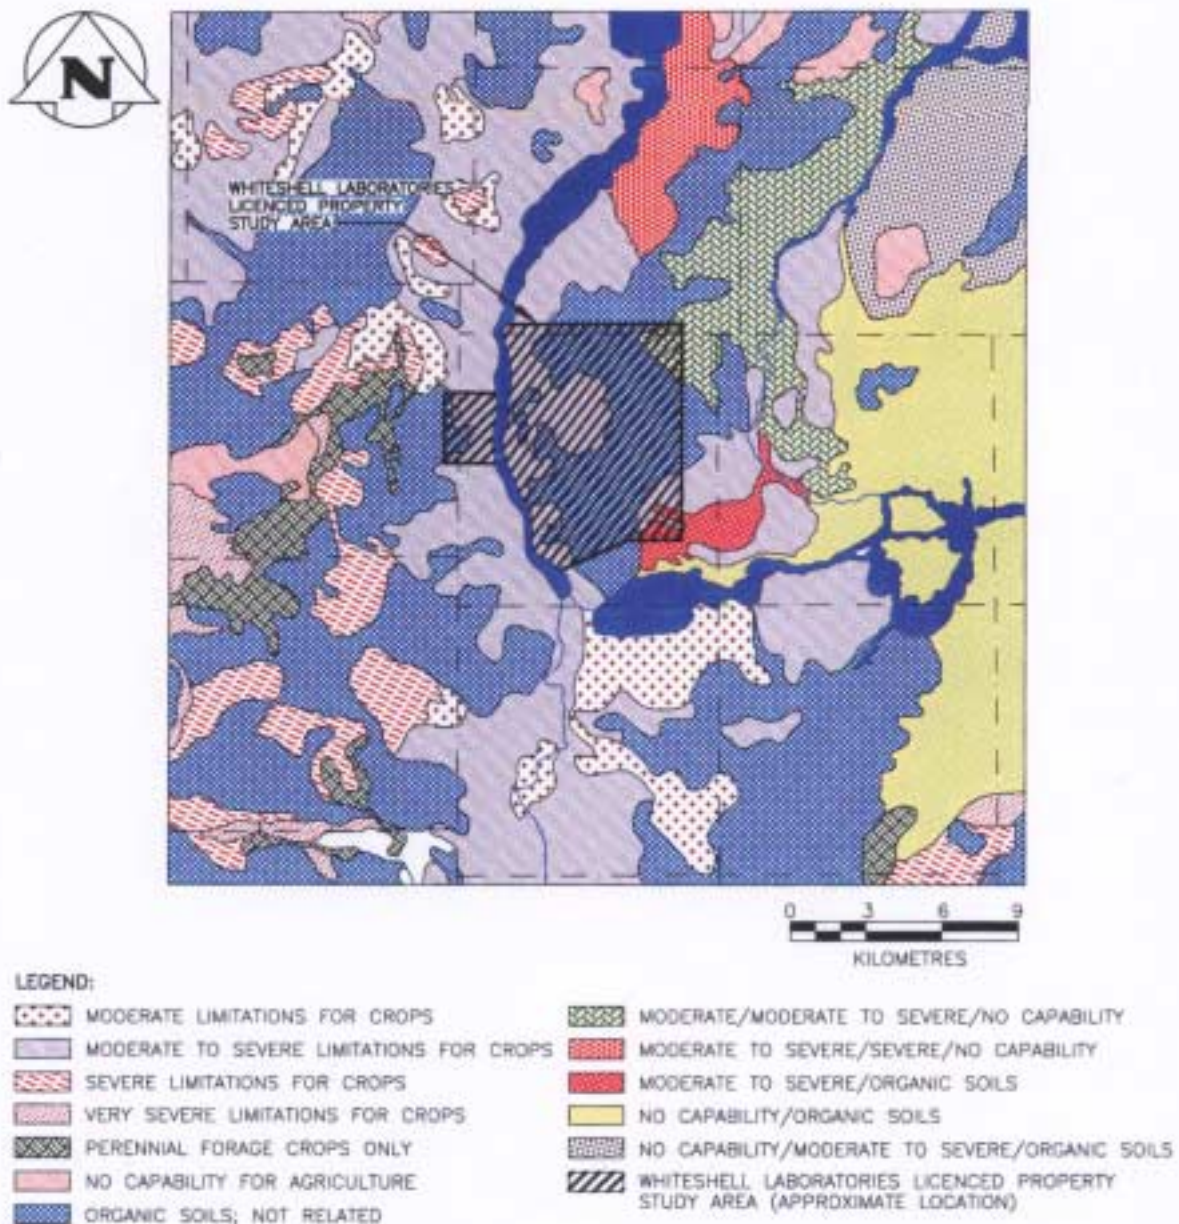 N
WHITESHELL LABORATORIES
LICENCED PROPERTY
STUDY AREA
0 3 6 9
KILOMETRES
LEGEND:
MODERATE LIMITATIONS FOR CROPS
MODERATE TO SEVERE LIMITATIONS FOR CROPS
SEVERE LIMITATIONS FOR CROPS
VERY SEVERE LIMITATIONS FOR CROPS
PERENNIAL FORAGE CROPS ONLY
NO CAPABILITY FOR AGRICULTURE
ORGANIC SOILS; NOT RELATED
MODERATE/MODERATE TO SEVERE/NO CAPABILITY
MODERATE TO SEVERE/SEVERE/NO CAPABILITY
MODERATE TO SEVERE/ORGANIC SOILS
NO CAPABILITY/ORGANIC SOILS
NO CAPABILITY/MODERATE TO SEVERE/ORGANIC SOILS
WHITESHELL LABORATORIES LICENCED PROPERTY
STUDY AREA (APPROXIMATE LOCATION)